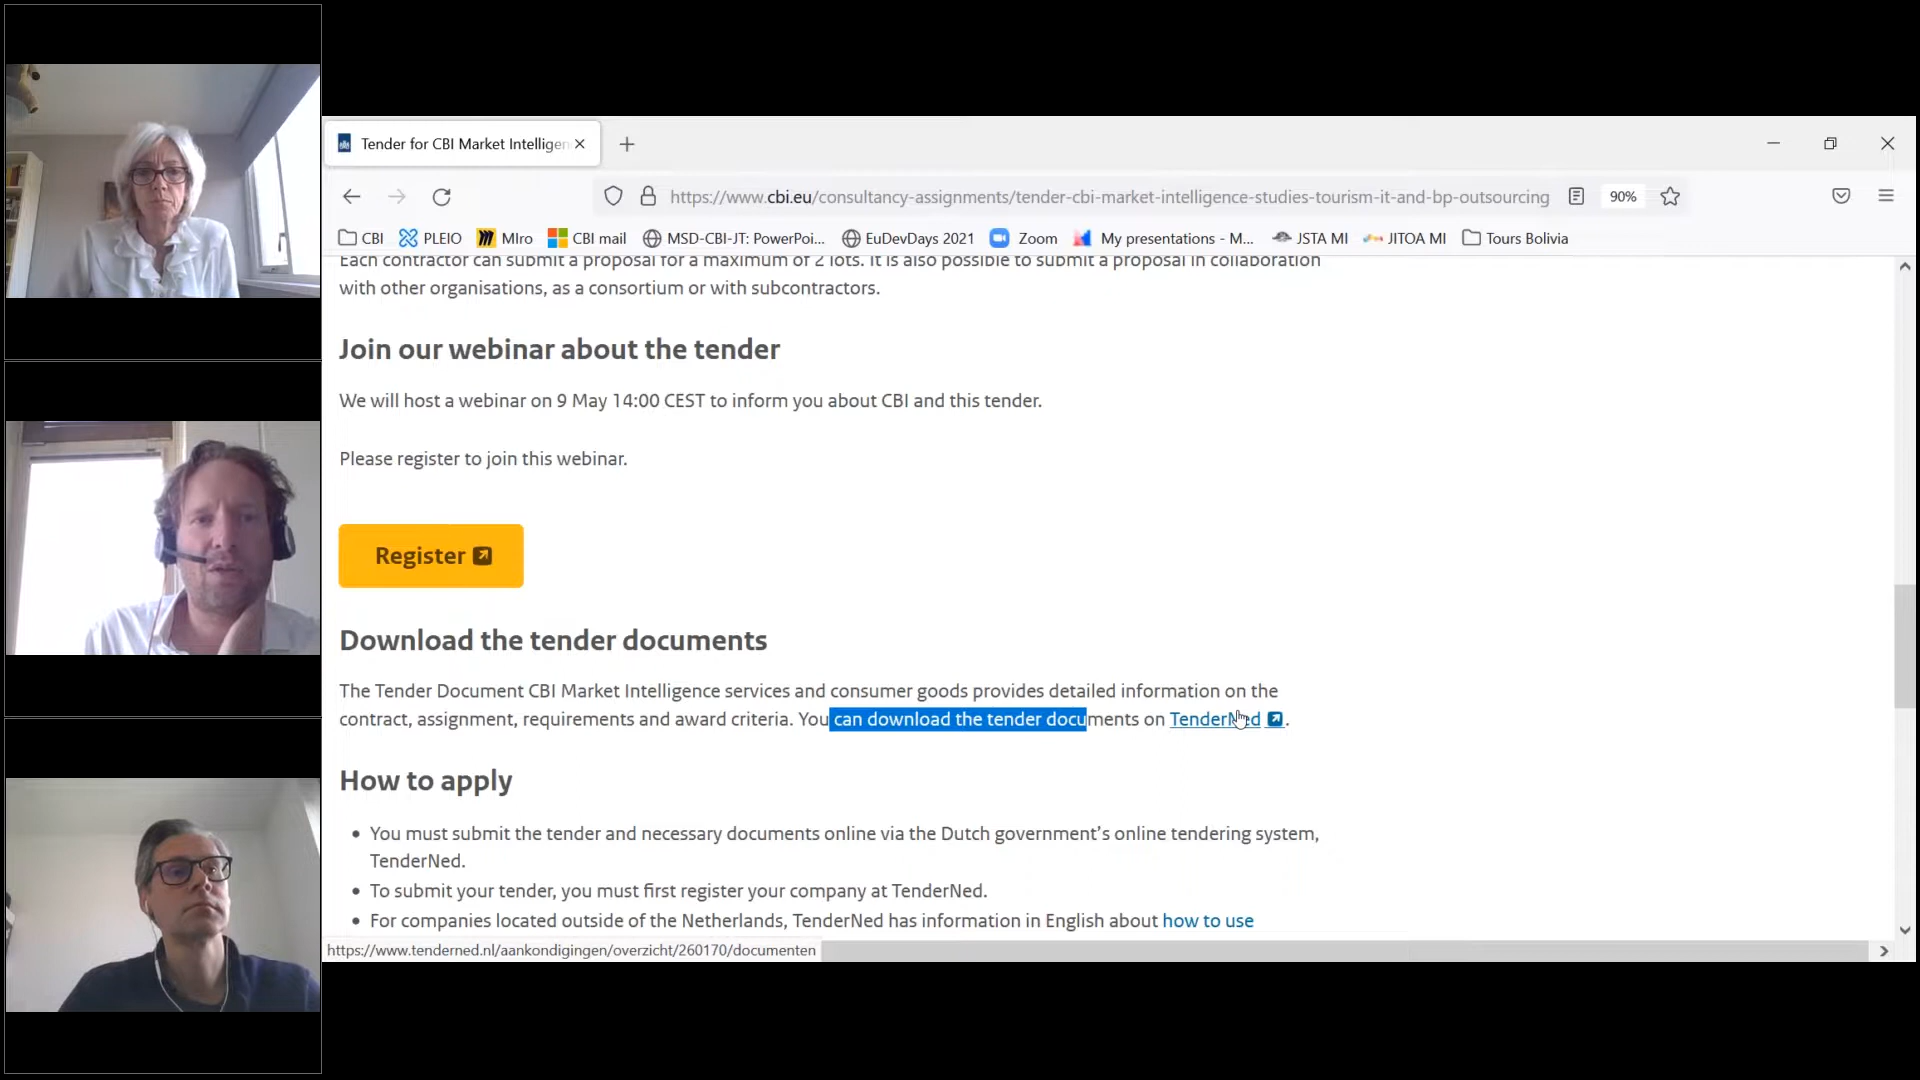 Tender for CBI Market Intelligen
https://www.cbi.eu/consultancy-assignments/tender-cbi-market-intelligence-studies-tourism-it-and-bp-outsourcing
90%
CBI PLEIO MIro CBI mail MSD-CBI-JT: PowerPoi... EuDevDays 2021 Zoom My presentations - M... JSTA MI JITOA MI Tours Bolivia
Each contractor can submit a proposal for a maximum of 2 lots. It is also possible to submit a proposal in collaboration
with other organisations, as a consortium or with subcontractors.
Join our webinar about the tender
We will host a webinar on 9 May 14:00 CEST to inform you about CBI and this tender.
Please register to join this webinar.
Register
Download the tender documents
The Tender Document CBI Market Intelligence services and consumer goods provides detailed information on the
contract, assignment, requirements and award criteria. You can download the tender documents on TenderNed.
How to apply
• You must submit the tender and necessary documents online via the Dutch government’s online tendering system,
TenderNed.
• To submit your tender, you must first register your company at TenderNed.
• For companies located outside of the Netherlands, TenderNed has information in English about how to use
https://www.tenderned.nl/aankondigingen/overzicht/260170/documenten